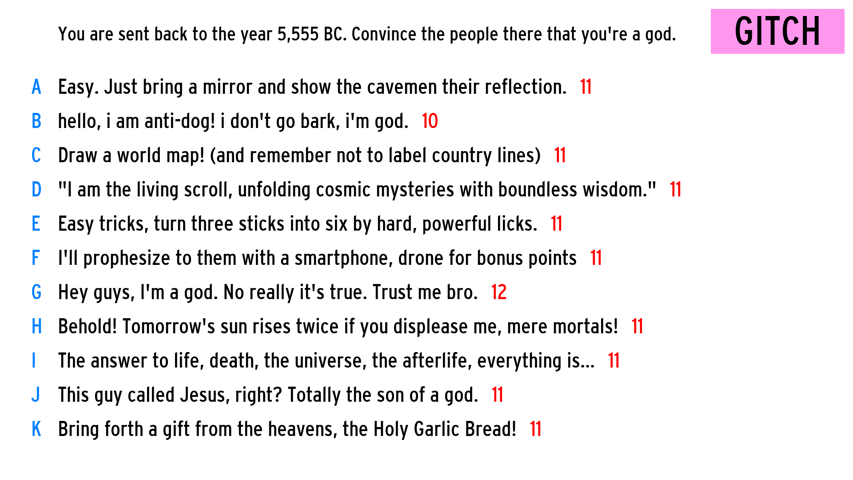 You are sent back to the year 5,555 BC. Convince the people there that you're a god.
GITCH
A Easy. Just bring a mirror and show the cavemen their reflection. 11
B hello, i am anti-dog! i don't go bark, i'm god. 10
C Draw a world map! (and remember not to label country lines) 11
D "I am the living scroll, unfolding cosmic mysteries with boundless wisdom." 11
E Easy tricks, turn three sticks into six by hard, powerful licks. 11
F I'll prophesize to them with a smartphone, drone for bonus points 11
G Hey guys, I'm a god. No really it's true. Trust me bro. 12
H Behold! Tomorrow's sun rises twice if you displease me, mere mortals! 11
I The answer to life, death, the universe, the afterlife, everything is... 11
J This guy called Jesus, right? Totally the son of a god. 11
K Bring forth a gift from the heavens, the Holy Garlic Bread! 11